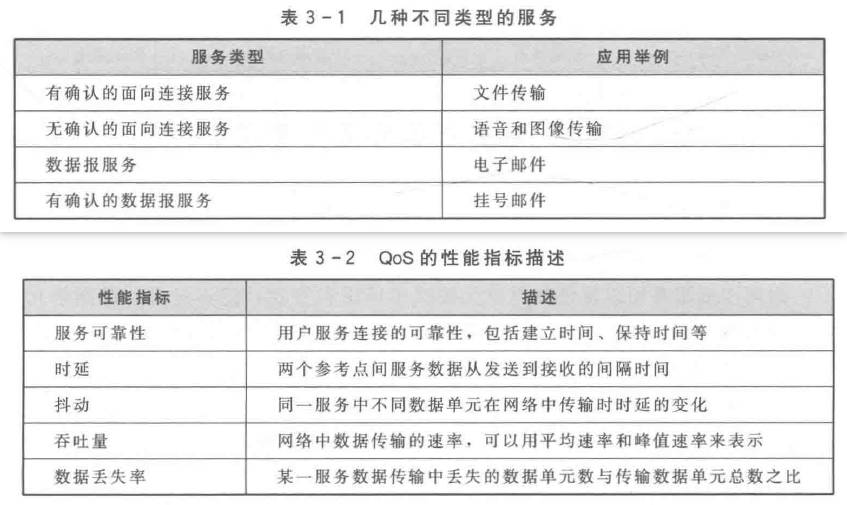 表 3-1 几种不同类型的服务
服务类型 应用举例
有确认的面向连接服务 文件传输
无确认的面向连接服务 语音和图像传输
数据报服务 电子邮件
有确认的数据报服务 挂号邮件
表 3-2 QoS 的性能指标描述
性能指标 描述
服务可靠性 用户服务连接的可靠性，包括建立时间、保持时间等
时延 两个参考点间服务数据从发送到接收的间隔时间
抖动 同一服务中不同数据单元在网络中传输时时延的变化
吞吐量 网络中数据传输的速率，可以用平均速率和峰值速率来表示
数据丢失率 某一服务数据传输中丢失的数据单元数与传输数据单元总数之比